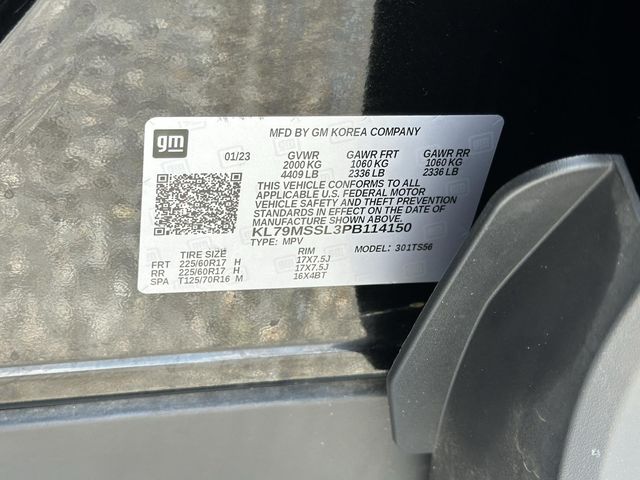 gm
MFD BY GM KOREA COMPANY
01/23 GVWR GAWR FRT GAWR RR
2000 KG 1060 KG 1060 KG
4409 LB 2336 LB 2336 LB
THIS VEHICLE CONFORMS TO ALL
APPLICABLE U.S. FEDERAL MOTOR
VEHICLE SAFETY AND THEFT PREVENTION
STANDARDS IN EFFECT ON THE DATE OF
MANUFACTURE SHOWN ABOVE.
KL79MSSL3PB114150
TYPE: MPV MODEL: 301TS56
TIRE SIZE RIM
FRT 225/60R17 H 17X7.5J
RR 225/60R17 H 17X7.5J
SPA T125/70R16 M 16X4BT